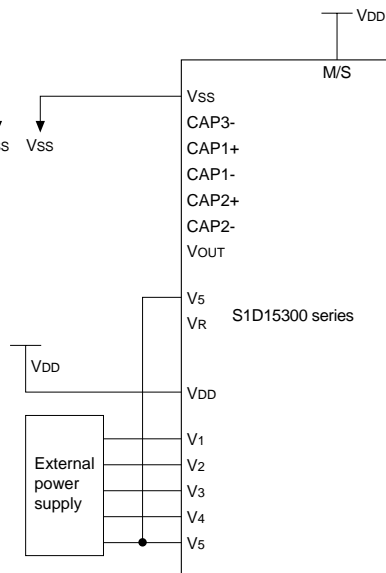 VDD
M/S
VSS
CAP3-
VSS
CAP1+
CAP1-
CAP2+
CAP2-
VOUT
V5
VR
S1D15300 series
VDD
VDD
V1
External power supply
V2
V3
V4
V5